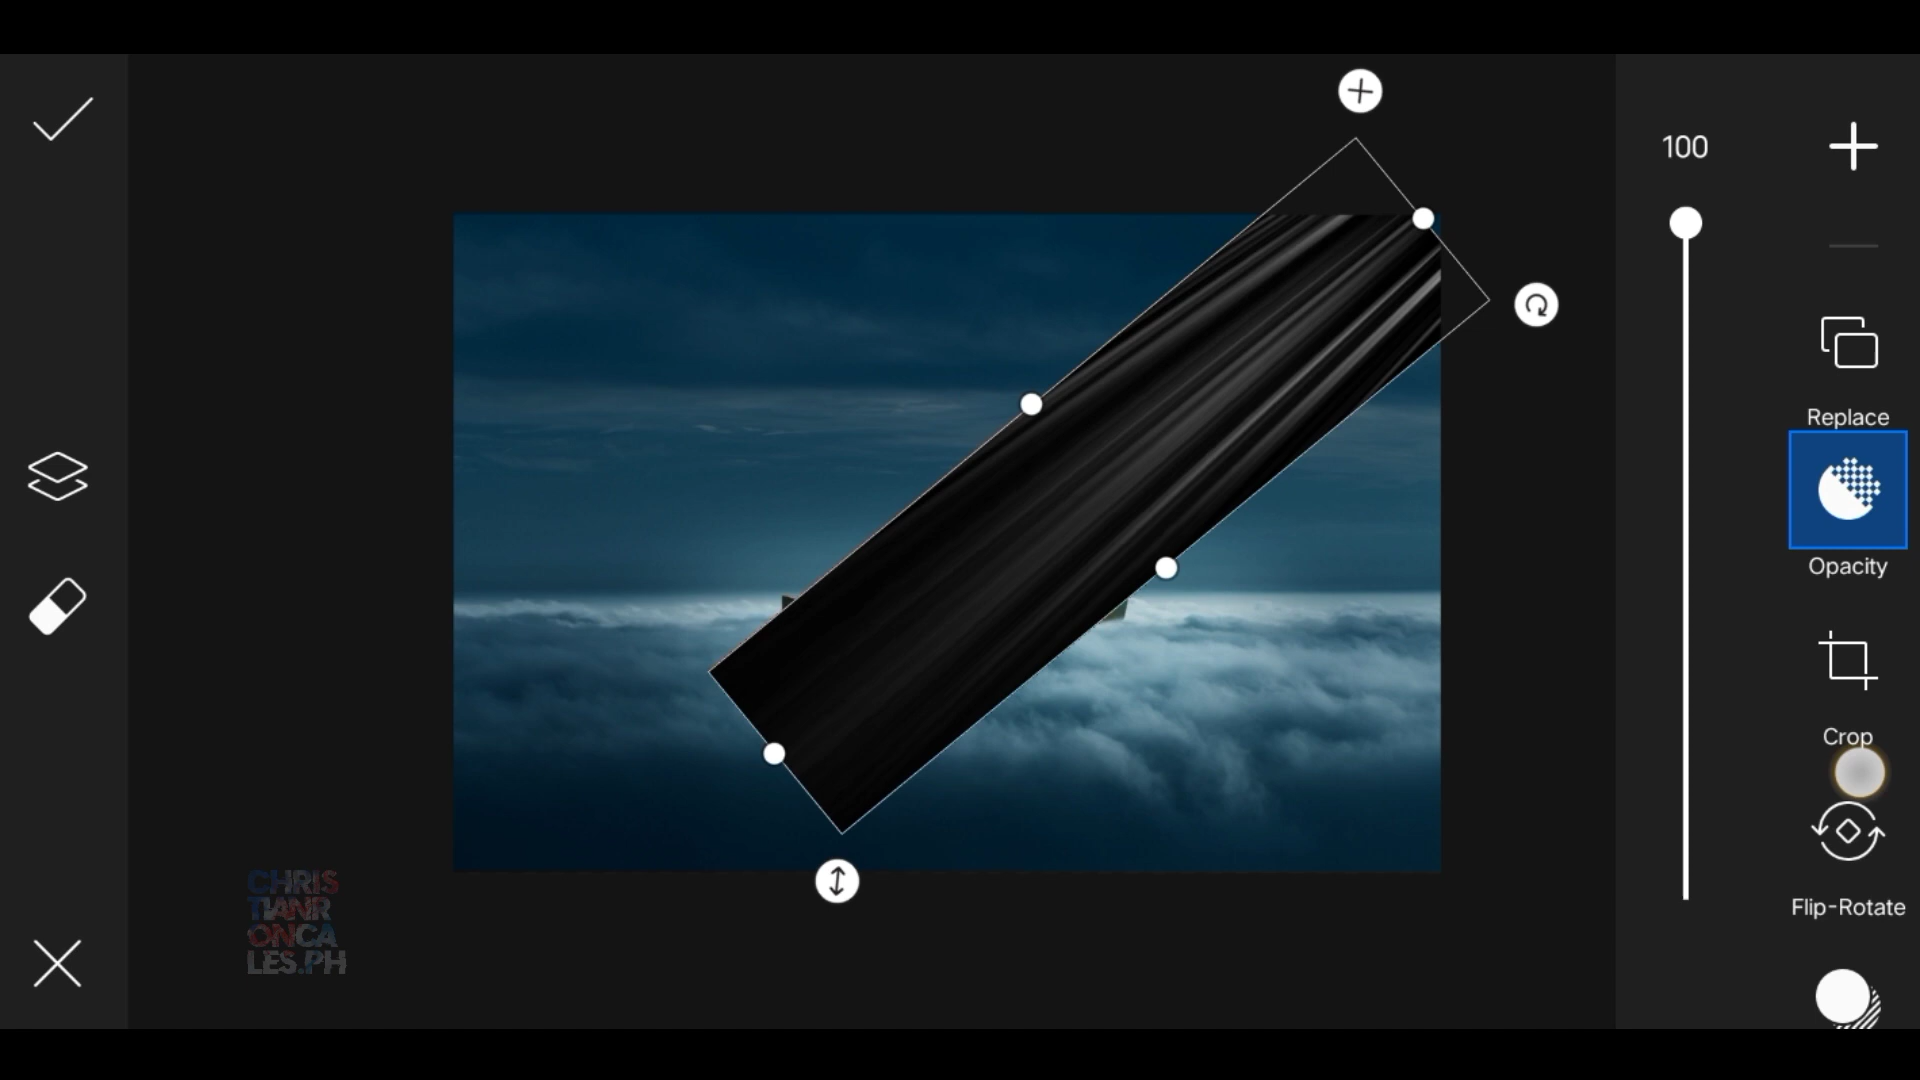 100
Replace
Opacity
Crop
Flip-Rotate
CHRIS
TIANR
ONCA
LES.PH